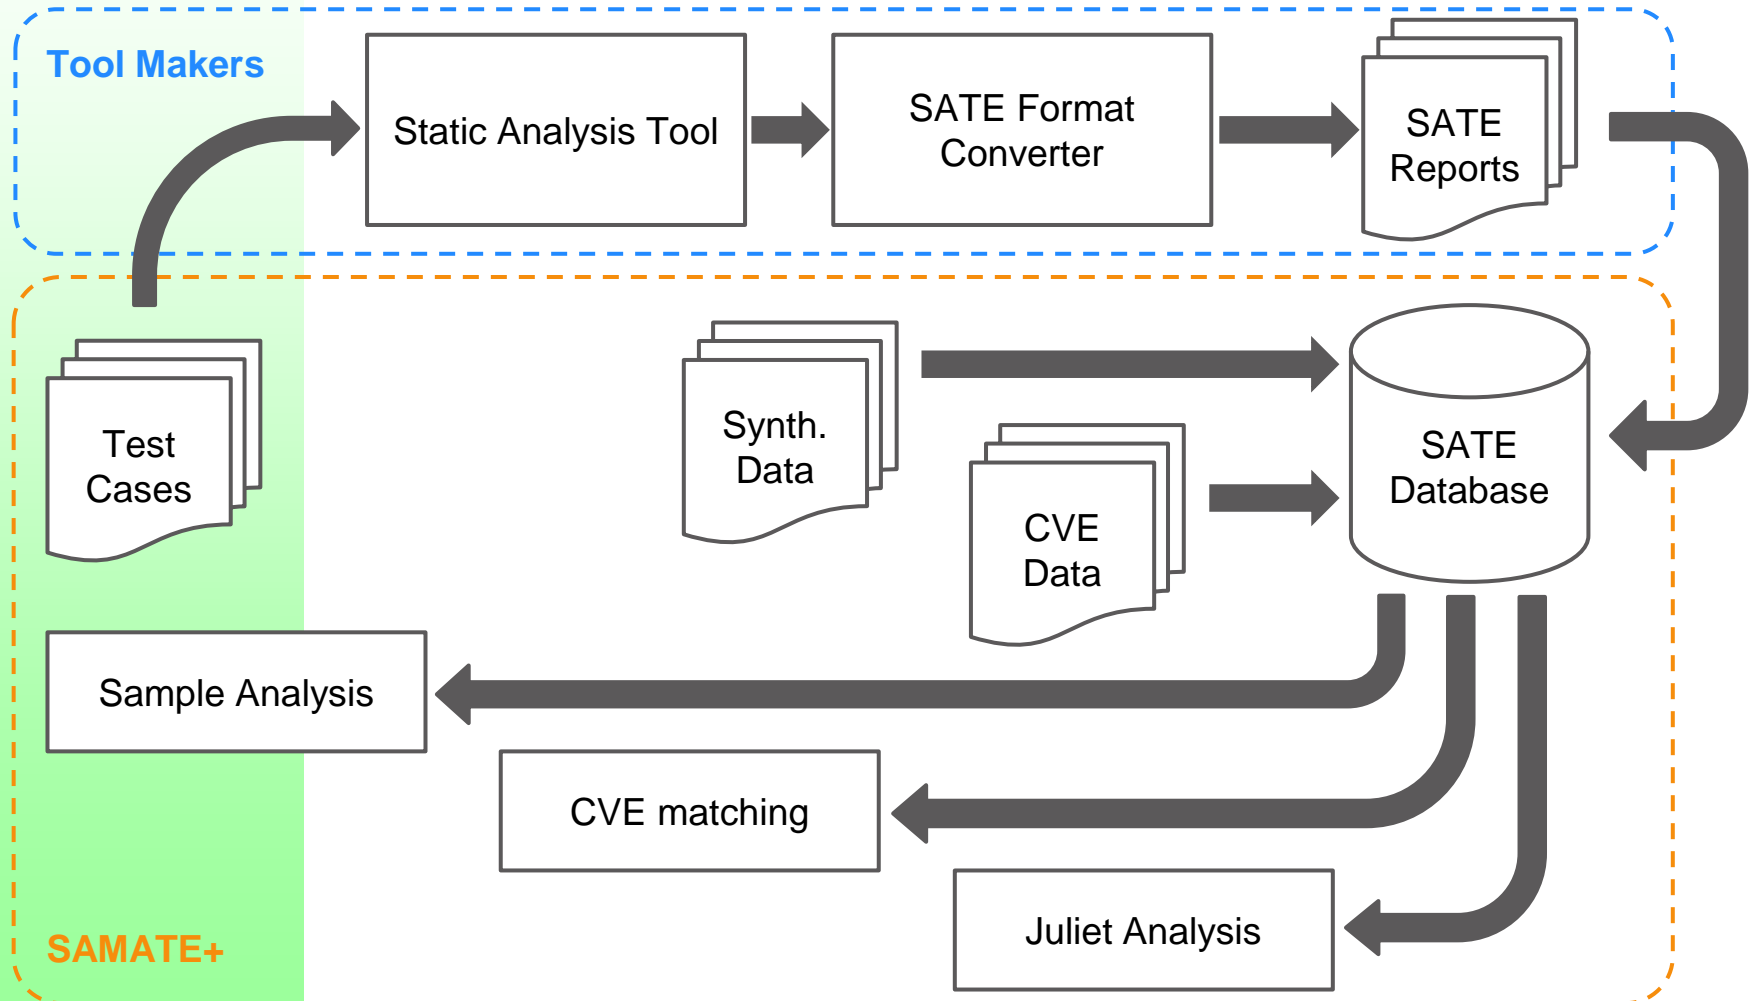 Tool Makers
Static Analysis Tool
SATE Format
Converter
SATE
Reports
Test
Cases
Synth.
Data
CVE
Data
SATE
Database
Sample Analysis
CVE matching
Juliet Analysis
SAMATE+